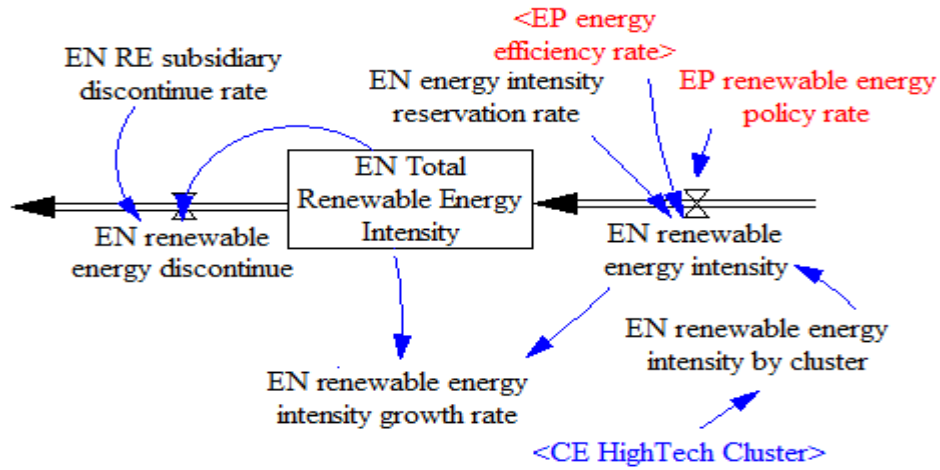 <EP energy
efficiency rate>
EN RE subsidiary
discontinue rate
EN energy intensity
reservation rate
EP renewable energy
policy rate
EN Total
Renewable Energy
Intensity
EN renewable
energy discontinue
EN renewable
energy intensity
EN renewable energy
intensity by cluster
EN renewable energy
intensity growth rate
<CE HighTech Cluster>